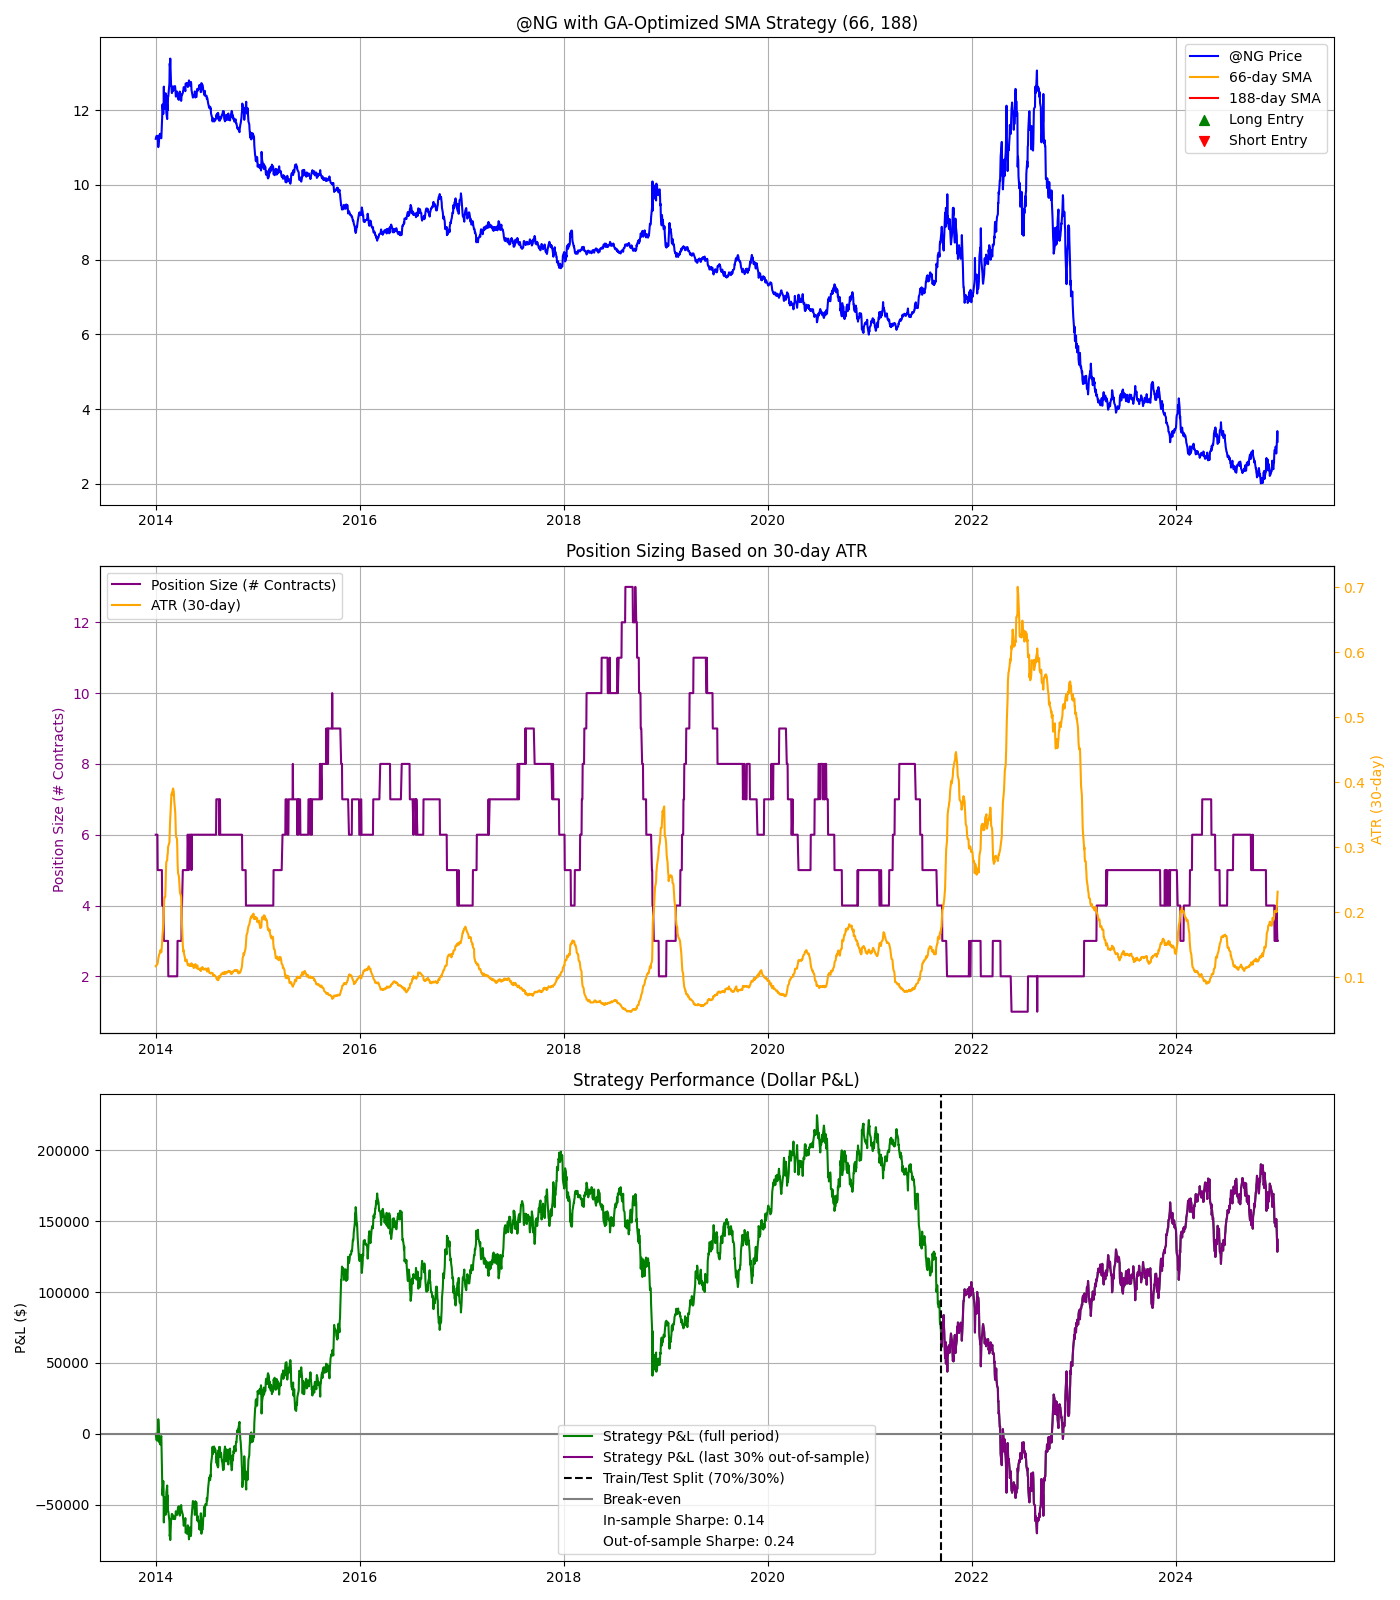 @NG with GA-Optimized SMA Strategy (66, 188)
@NG Price
66-day SMA
188-day SMA
Long Entry
Short Entry
12
10
8
6
4
2
2014 2016 2018 2020 2022 2024
Position Sizing Based on 30-day ATR
Position Size (# Contracts)
ATR (30-day)
Position Size (# Contracts)
12
10
8
6
4
2
0.7
0.6
0.5
0.4
0.3
0.2
0.1
ATR (30-day)
2014 2016 2018 2020 2022 2024
Strategy Performance (Dollar P&L)
P&L ($)
200000
150000
100000
50000
0
−50000
Strategy P&L (full period)
Strategy P&L (last 30% out-of-sample)
Train/Test Split (70%/30%)
Break-even
In-sample Sharpe: 0.14
Out-of-sample Sharpe: 0.24
2014 2016 2018 2020 2022 2024